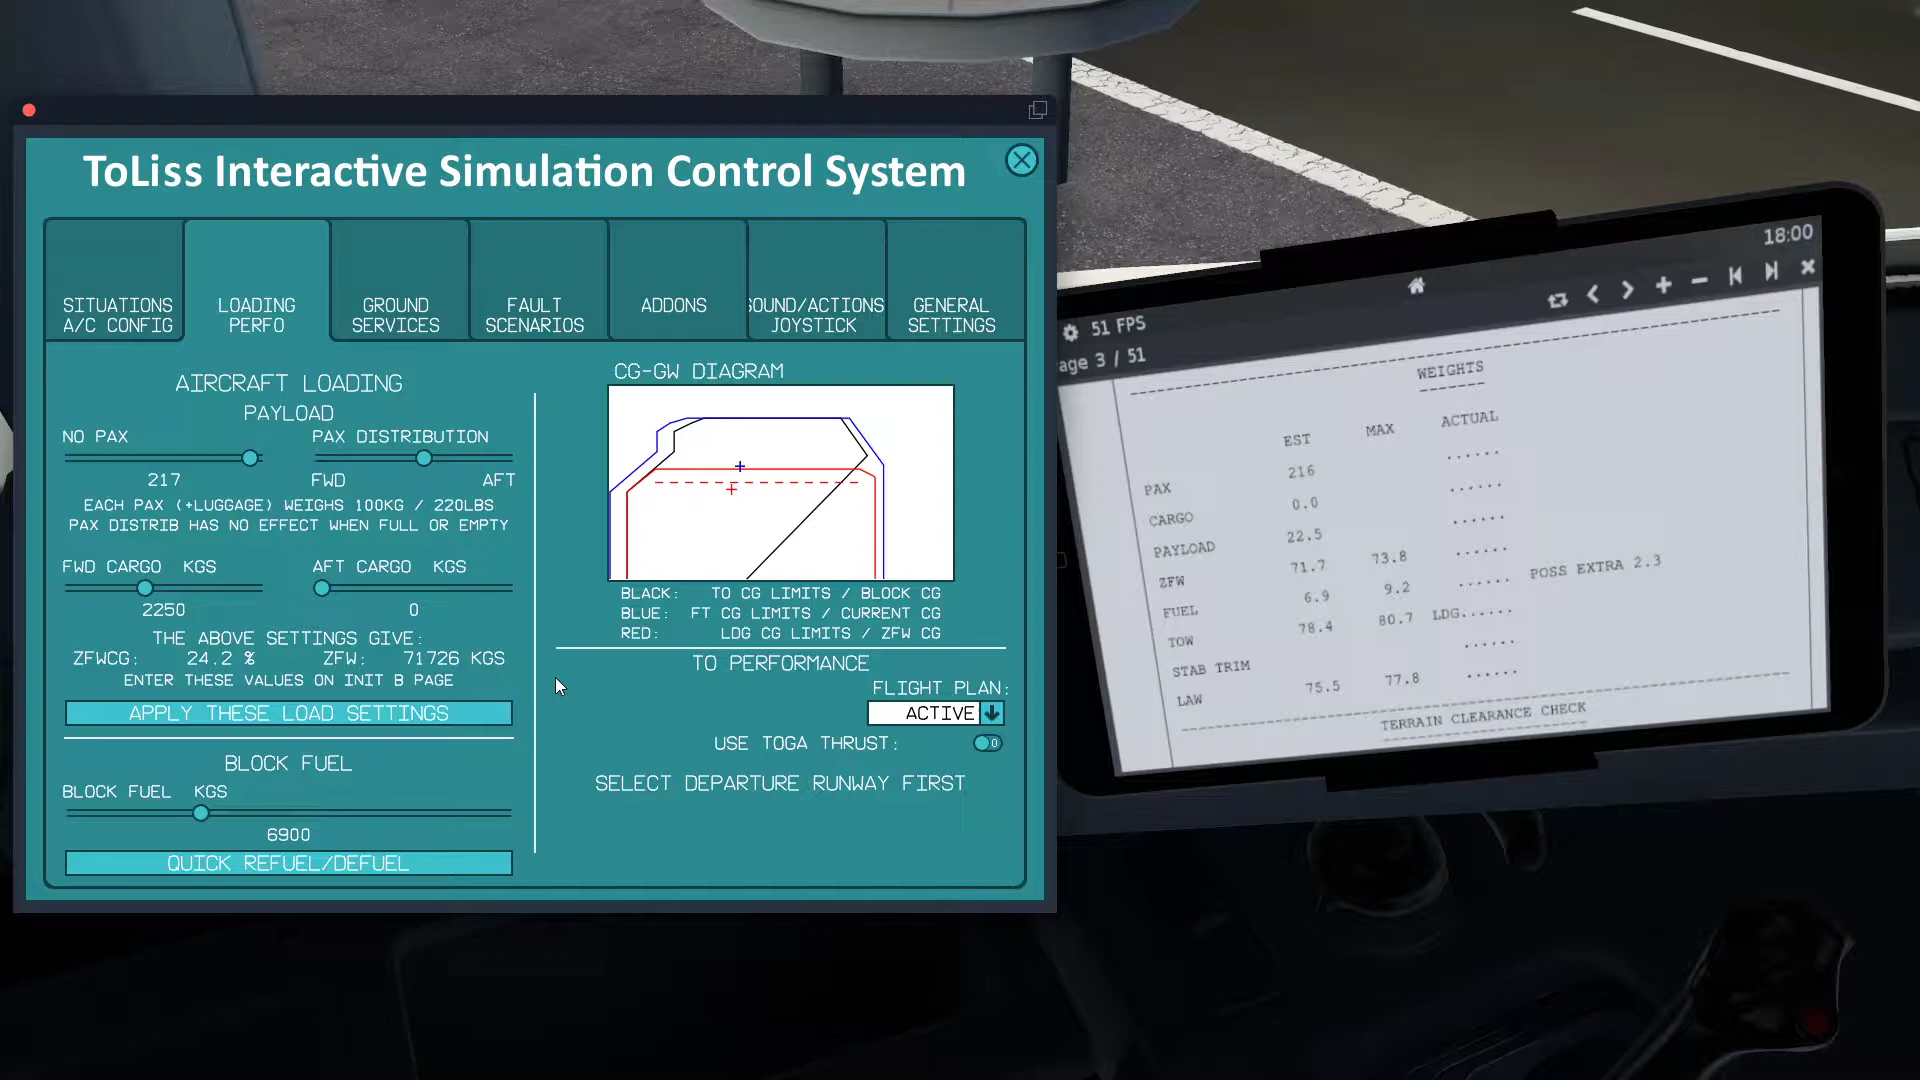 ToLiss Interactive Simulation Control System
SITUATIONS
A/C CONFIG
LOADING
PERFO
GROUND
SERVICES
FAULT
SCENARIOS
ADDONS
SOUND/ACTIONS
JOYSTICK
GENERAL
SETTINGS
AIRCRAFT LOADING
PAYLOAD
NO PAX
PAX DISTRIBUTION
217
FWD
AFT
EACH PAX (+LUGGAGE) WEIGHS 100KG / 220LBS
PAX DISTRIB HAS NO EFFECT WHEN FULL OR EMPTY
FWD CARGO KGS
AFT CARGO KGS
2250
0
THE ABOVE SETTINGS GIVE:
ZFWCG: 24.2 % ZFW: 71726 KGS
ENTER THESE VALUES ON INIT B PAGE
APPLY THESE LOAD SETTINGS
BLOCK FUEL
BLOCK FUEL KGS
6900
QUICK REFUEL/DEFUEL
CG-GW DIAGRAM
BLACK: TO CG LIMITS / BLOCK CG
BLUE: FT CG LIMITS / CURRENT CG
RED: LDG CG LIMITS / ZFW CG
TO PERFORMANCE
FLIGHT PLAN:
ACTIVE
USE TOGA THRUST: 0
SELECT DEPARTURE RUNWAY FIRST
18:00
51 FPS
age 3 / 51
WEIGHTS
EST MAX ACTUAL
PAX 216 ......
CARGO 0.0 ......
PAYLOAD 22.5 ......
ZFW 71.7 73.8 ......
FUEL 6.9 9.2 ...... POSS EXTRA 2.3
TOW 78.4 80.7 LDG......
STAB TRIM ......
LAW 75.5 77.8 ......
TERRAIN CLEARANCE CHECK